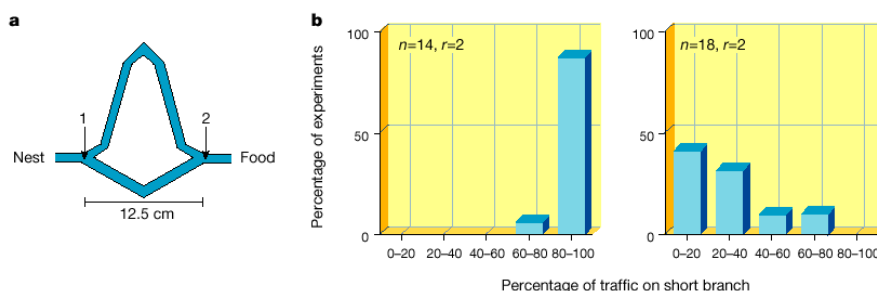 a
1
2
Nest
Food
12.5 cm
b
Percentage of experiments
100
50
0
n=14, r=2
0–20 20–40 40–60 60–80 80–100
100
50
0
n=18, r=2
0–20 20–40 40–60 60–80 80–100
Percentage of traffic on short branch